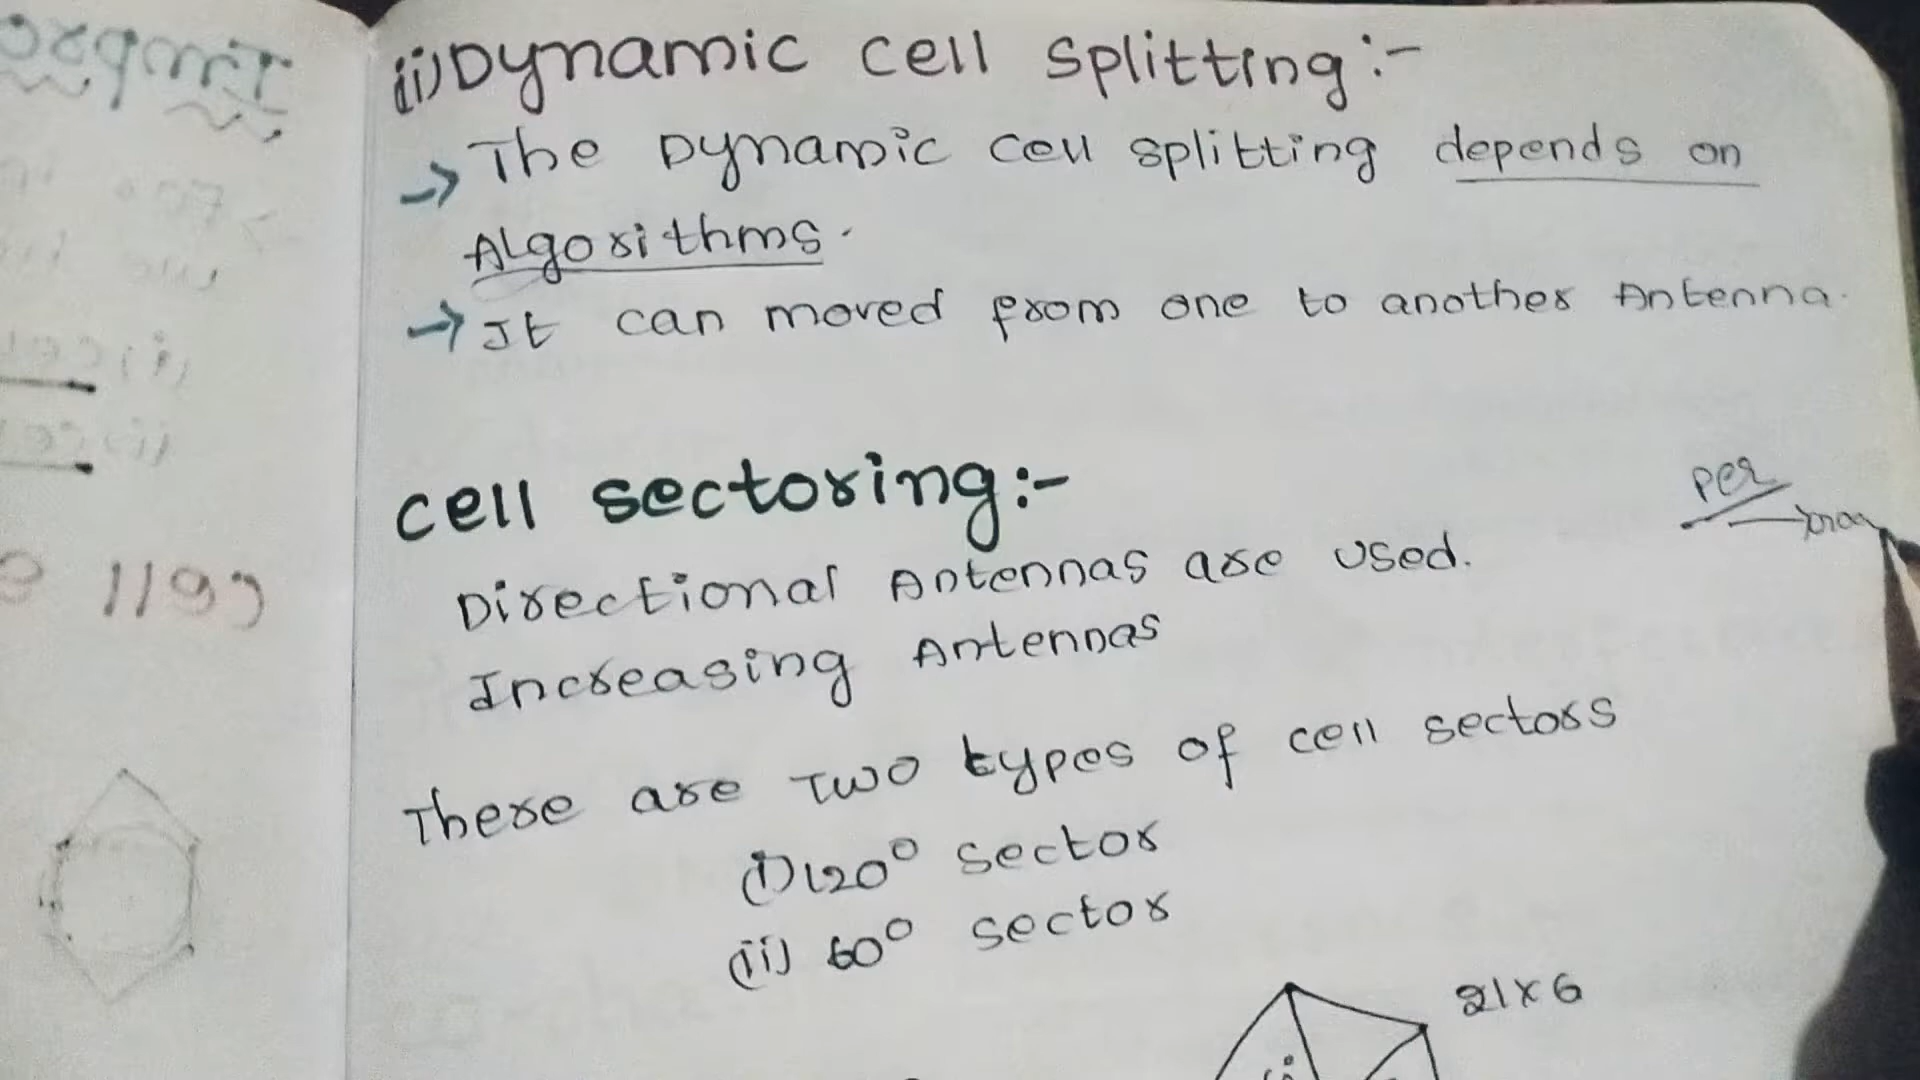 (ii) Dynamic cell splitting:-
→ The Dynamic cell splitting depends on
Algorithms.
→ It can moved from one to another Antenna.
cell sectoring:-
per
Directional Antennas are used.
Increasing Antennas
There are Two types of cell sectors
(i) 120° sector
(ii) 60° sector
21x6